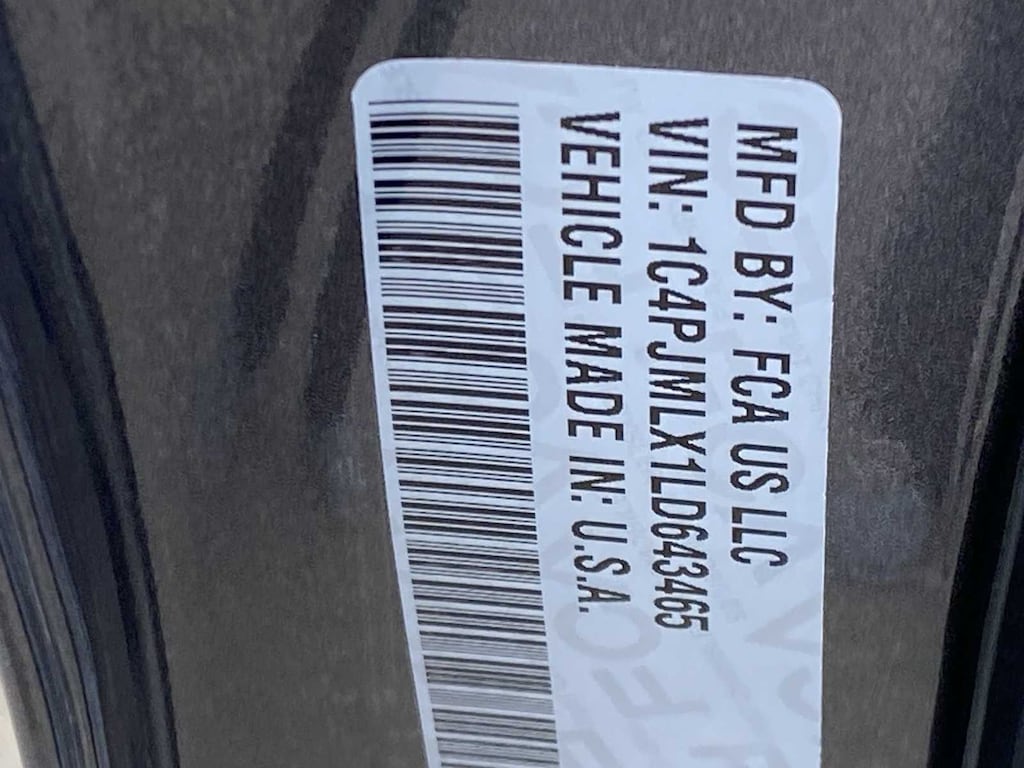 MFD BY: FCA US LLC
VIN: 1C4PJMLX1LD643465
VEHICLE MADE IN: U.S.A.